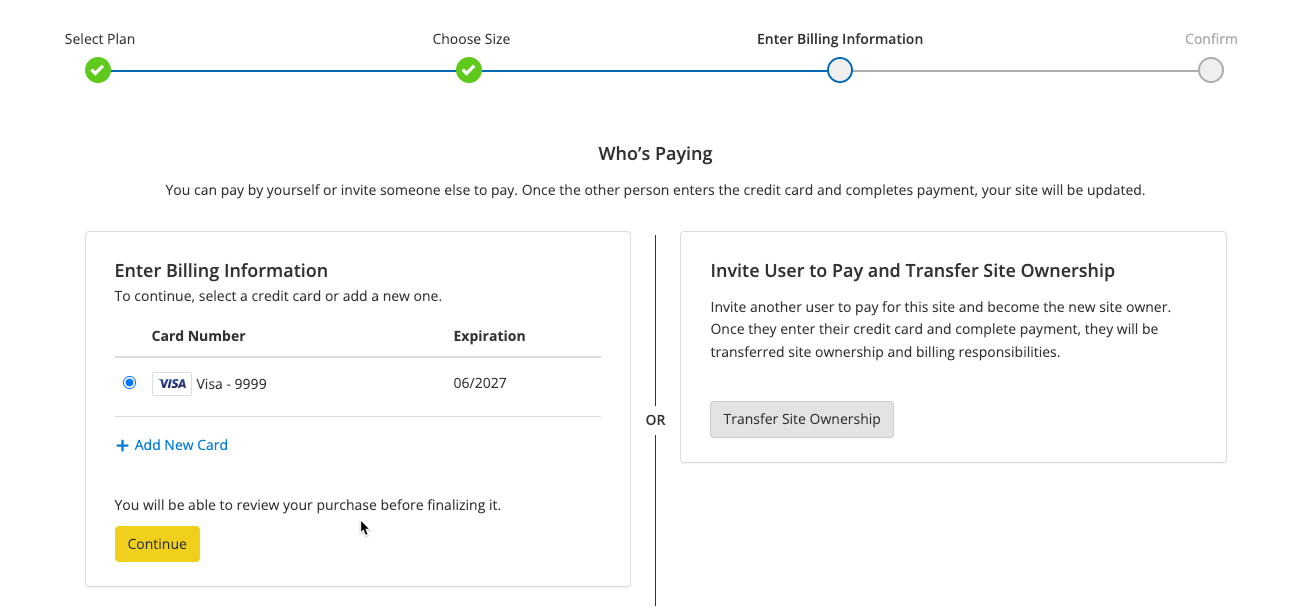 Select Plan
Choose Size
Enter Billing Information
Confirm
Who’s Paying
You can pay by yourself or invite someone else to pay. Once the other person enters the credit card and completes payment, your site will be updated.
Enter Billing Information
To continue, select a credit card or add a new one.
Card Number Expiration
VISA Visa - 9999 06/2027
+ Add New Card
You will be able to review your purchase before finalizing it.
Continue
OR
Invite User to Pay and Transfer Site Ownership
Invite another user to pay for this site and become the new site owner.
Once they enter their credit card and complete payment, they will be
transferred site ownership and billing responsibilities.
Transfer Site Ownership